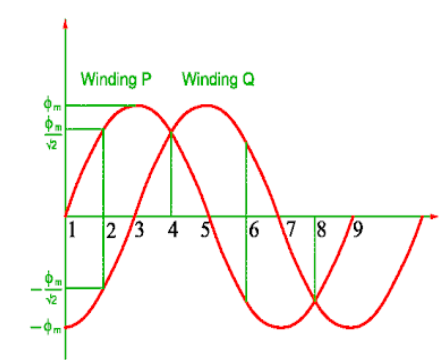 Winding P Winding Q
ϕm
ϕm
√2
1 2 3 4 5 6 7 8 9
-ϕm
√2
-ϕm